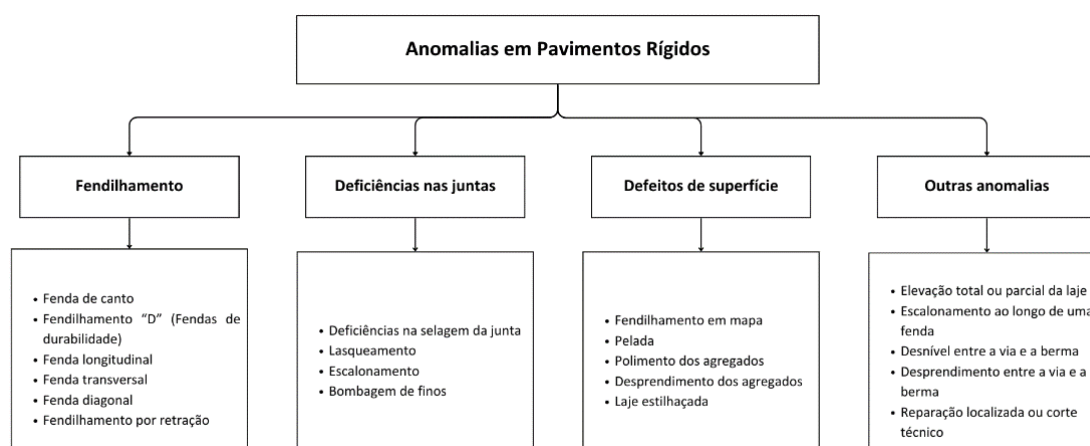 Anomalias em Pavimentos Rígidos
Fendilhamento
Deficiências nas juntas
Defeitos de superfície
Outras anomalias
• Fenda de canto
• Fendilhamento "D" (Fendas de
durabilidade)
• Fenda longitudinal
• Fenda transversal
• Fenda diagonal
• Fendilhamento por retração
• Deficiências na selagem da junta
• Lasqueamento
• Escalonamento
• Bombagem de finos
• Fendilhamento em mapa
• Pelada
• Polimento dos agregados
• Desprendimento dos agregados
• Laje estilhaçada
• Elevação total ou parcial da laje
• Escalonamento ao longo de uma
fenda
• Desnível entre a via e a berma
• Desprendimento entre a via e a
berma
• Reparação localizada ou corte
técnico